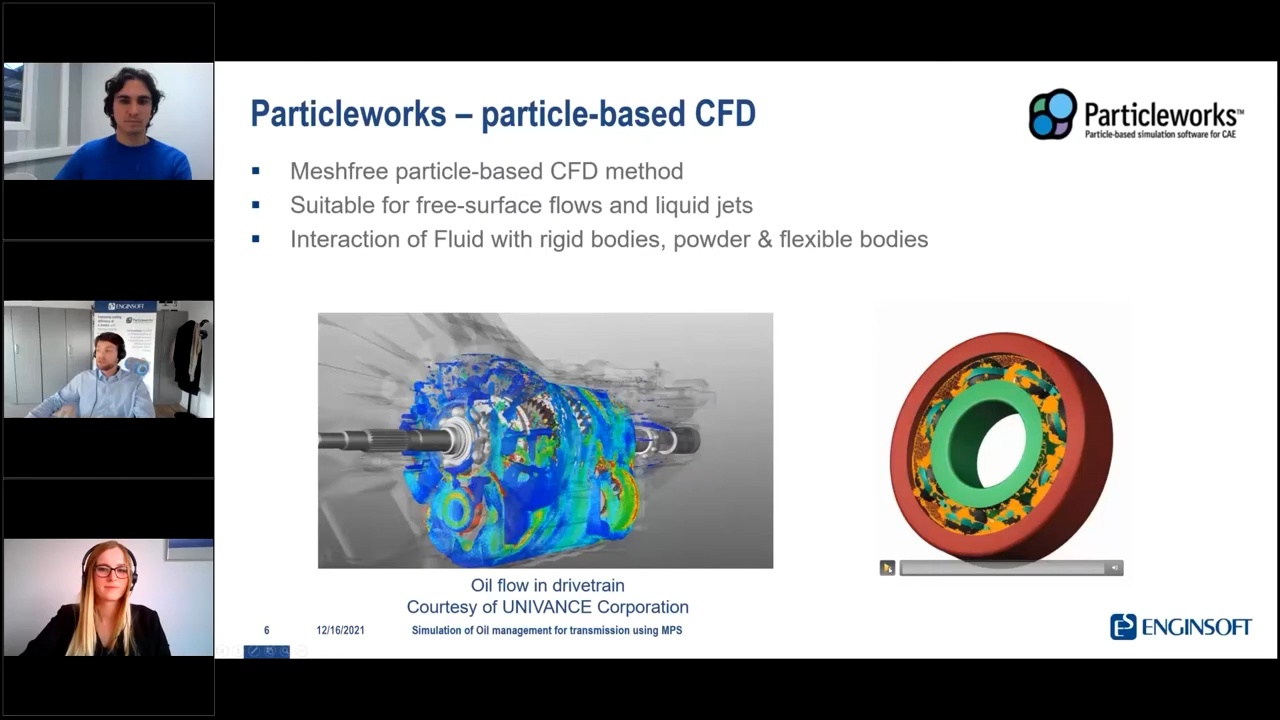 Particleworks – particle-based CFD
Particleworks™
Particle-based simulation software for CAE
▪ Meshfree particle-based CFD method
▪ Suitable for free-surface flows and liquid jets
▪ Interaction of Fluid with rigid bodies, powder & flexible bodies
ENGINSOFT
Oil flow in drivetrain
Courtesy of UNIVANCE Corporation
6 12/16/2021 Simulation of Oil management for transmission using MPS
ENGINSOFT